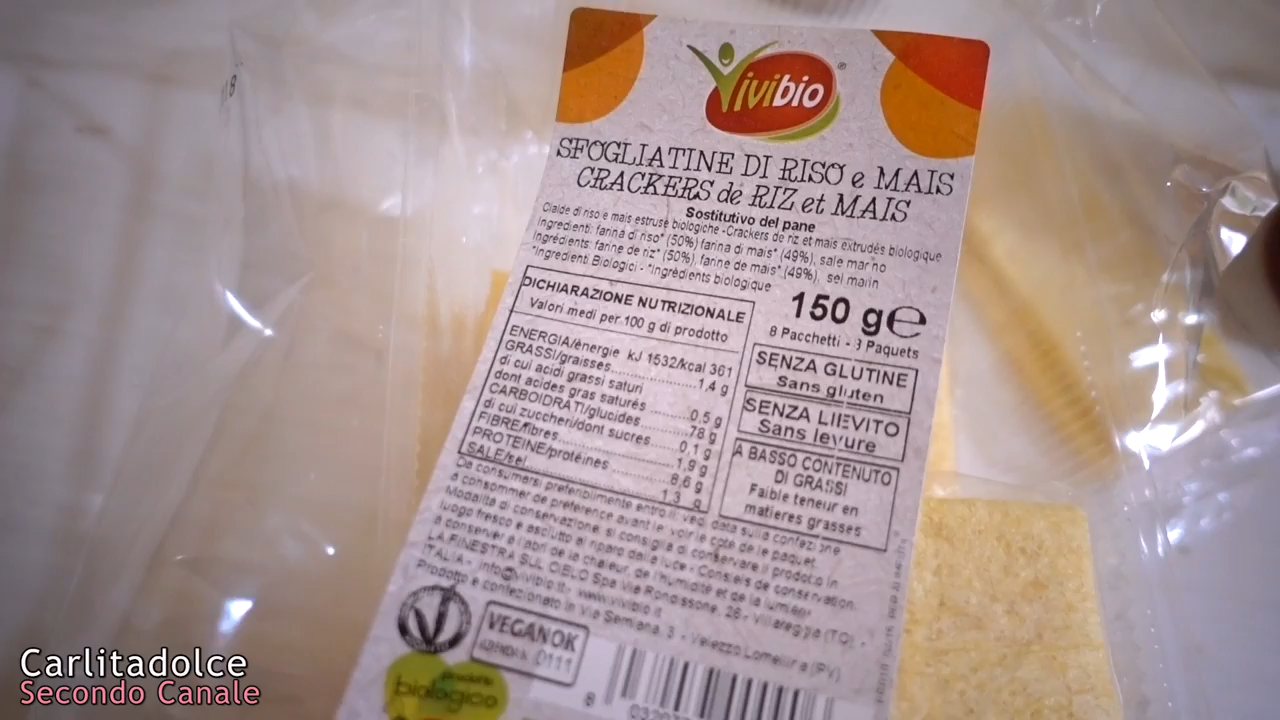 Vivibio®
SFOGLIATINE DI RISO e MAIS
CRACKERS de RIZ et MAIS
Sostitutivo del pane
Cialde di riso e mais estruse biologiche - Crackers de riz et mais extrudés biologique
Ingredienti: farina di riso* (50%) farina di mais* (49%), sale marino
Ingrédients: farine de riz* (50%), farine de mais* (49%), sel marin
*Ingredienti Biologici - *Ingrédients biologique
150 g℮
8 Pacchetti - 8 Paquets
DICHIARAZIONE NUTRIZIONALE
Valori medi per 100 g di prodotto
ENERGIA/énergie kJ 1532/kcal 361
GRASSI/graisses 1,4 g
di cui acidi grassi saturi
dont acides gras saturés 0,5 g
CARBOIDRATI/glucides 78 g
di cui zuccheri/dont sucres 0,1 g
FIBRE/fibres 1,9 g
PROTEINE/protéines 8,6 g
SALE/sel 1,3 g
SENZA GLUTINE
Sans gluten
SENZA LIEVITO
Sans levure
A BASSO CONTENUTO
DI GRASSI
Faible teneur en
matieres grasses
Da consumarsi preferibilmente entro il: vedi data sulla confezione
à consommer de préférence avant le: voir le coté de le paquet
Modalità di conservazione: si consiglia di conservare il prodotto in
luogo fresco e asciutto al riparo dalla luce - Conseils de conservation:
à conserver à l'abri de la chaleur, de l'humidité et de la lumiér
LA FINESTRA SUL CIELO Spa Via Rondissone, 26 - Villareggia (TO),
ITALIA - info@vivibio.it - www.vivibio.it
Prodotto e confezionato in Via Semiana, 3 - Velezzo Lomellina (PV)
VEGANOK
0111
prodotto
biologico
8
Carlitadolce
Secondo Canale